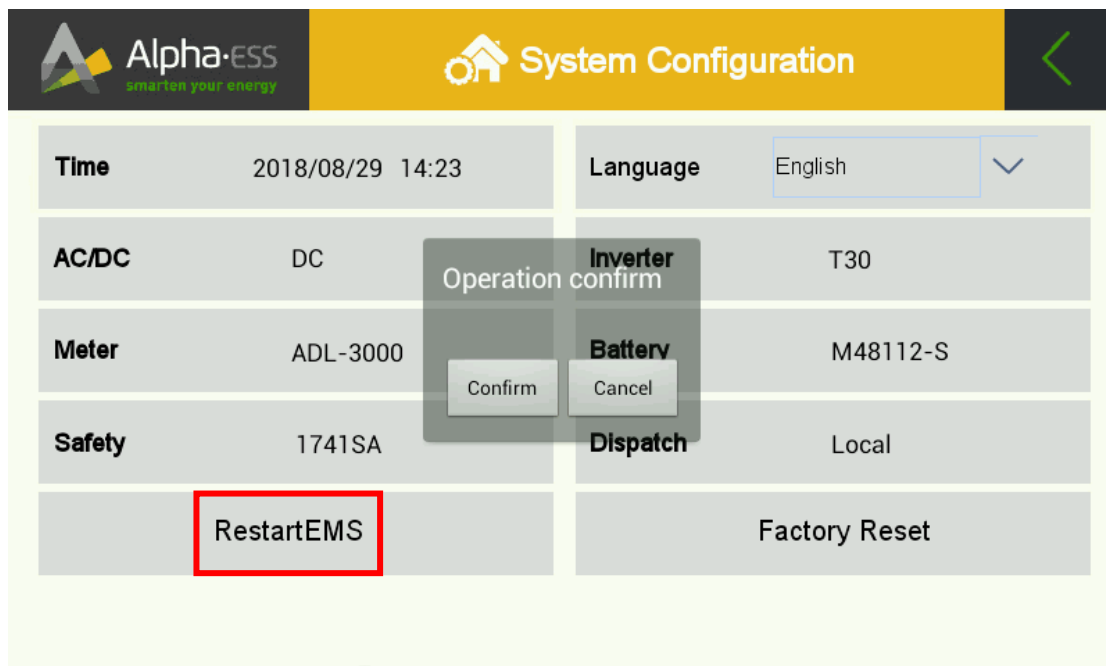 Alpha·ESS
smarten your energy
System Configuration
Time 2018/08/29 14:23
Language English
AC/DC DC
Inverter T30
Operation confirm
Meter ADL-3000
Battery M48112-S
Confirm Cancel
Safety 1741SA
Dispatch Local
RestartEMS
Factory Reset